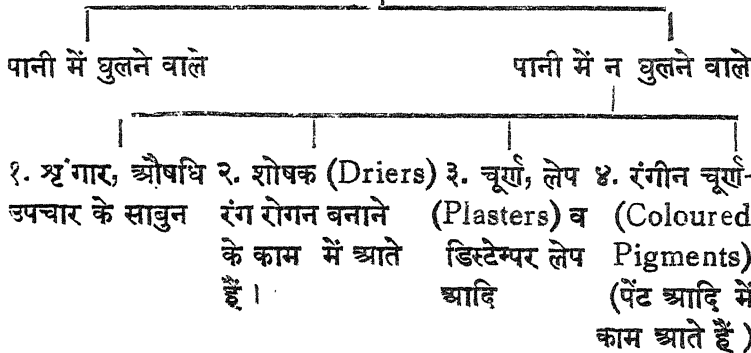 पानी में घुलने वाले पानी में न घुलने वाले
१. श्रृंगार, औषधि २. शोषक (Driers) ३. चूर्ण, लेप ४. रंगीन चूर्ण-
उपचार के साबुन रंग रोगन बनाने (Plasters) व (Coloured
के काम में आते डिस्टेम्पर लेप Pigments)
हैं। आदि (पेंट आदि में
काम आते हैं)